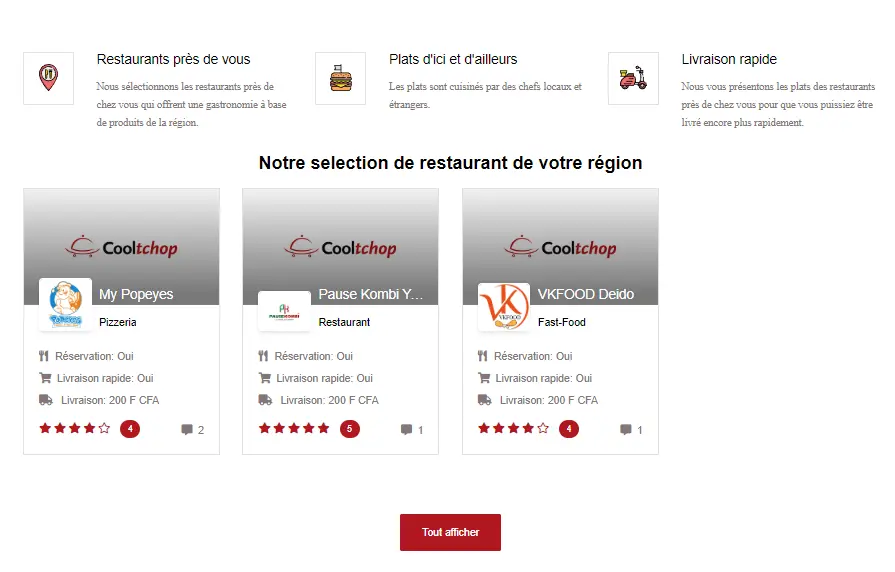 Restaurants près de vous
Nous sélectionnons les restaurants près de
chez vous qui offrent une gastronomie à base
de produits de la région.
Plats d'ici et d'ailleurs
Les plats sont cuisinés par des chefs locaux et
étrangers.
Livraison rapide
Nous vous présentons les plats des restaurants
près de chez vous pour que vous puissiez être
livré encore plus rapidement.
Notre selection de restaurant de votre région
Cooltchop
My Popeyes
Pizzeria
Réservation: Oui
Livraison rapide: Oui
Livraison: 200 F CFA
4
2
Cooltchop
PK
PAUSE KOMBI
Pause Kombi Y...
Restaurant
Réservation: Oui
Livraison rapide: Oui
Livraison: 200 F CFA
5
1
Cooltchop
VK
VKFOOD
VKFOOD Deido
Fast-Food
Réservation: Oui
Livraison rapide: Oui
Livraison: 200 F CFA
4
1
Tout afficher